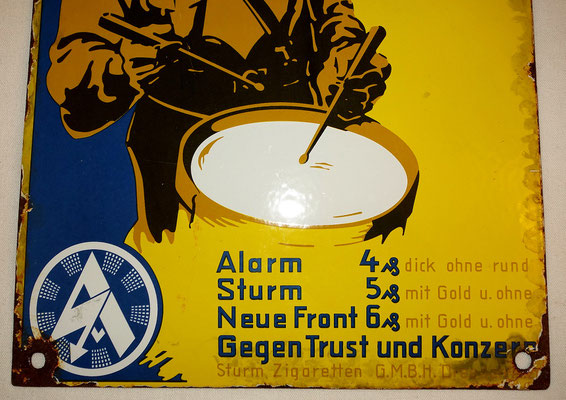 Alarm 4₰ dick ohne rund
Sturm 5₰ mit Gold u. ohne
Neue Front 6₰ mit Gold u. ohne
Gegen Trust und Konzern
Sturm Zigaretten G.M.B.H.